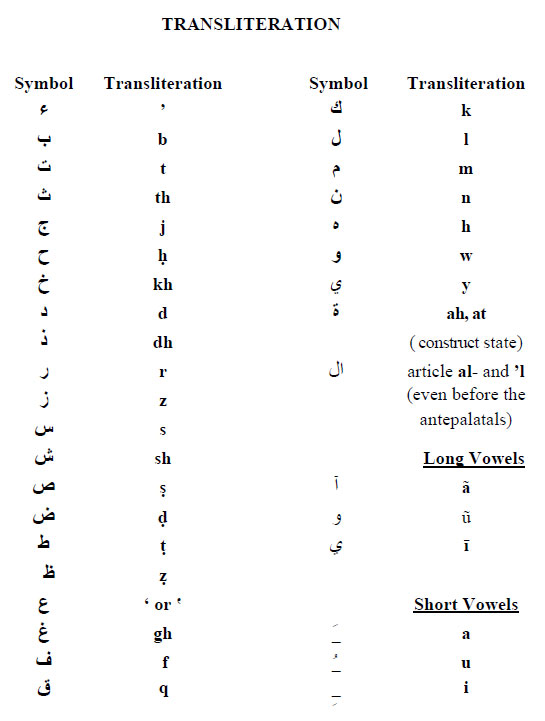 TRANSLITERATION
Symbol Transliteration Symbol Transliteration
ء ’ ك k
ب b ل l
ت t م m
ث th ن n
ج j ه h
ح ḥ و w
خ kh ي y
د d ة ah, at
ذ dh (construct state)
ر r ال article al- and ’l
ز z (even before the
س s antepalatals)
ش sh Long Vowels
ص ṣ آ ã
ض ḍ و ũ
ط ṭ ي ī
ظ ẓ
ع ‘ or ʿ Short Vowels
غ gh _َ a
ف f _ُ u
ق q _ِ i